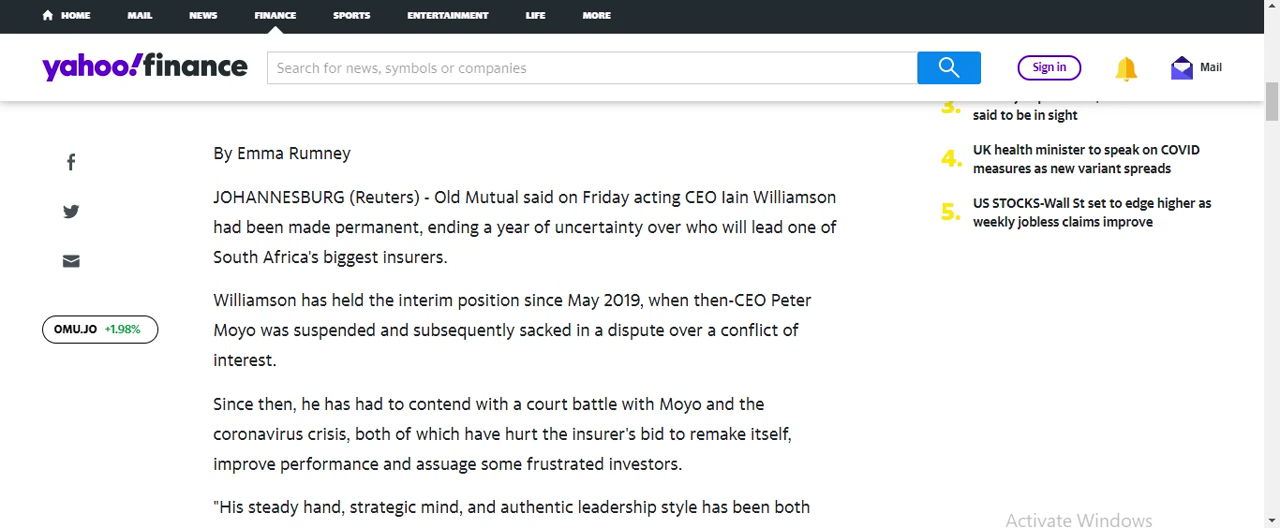 HOME MAIL NEWS FINANCE SPORTS ENTERTAINMENT LIFE MORE
yahoo!finance Search for news, symbols or companies Sign in Mail
3.
said to be in sight
4. UK health minister to speak on COVID
measures as new variant spreads
5. US STOCKS-Wall St set to edge higher as
weekly jobless claims improve
OMU.JO +1.98%
By Emma Rumney
JOHANNESBURG (Reuters) - Old Mutual said on Friday acting CEO Iain Williamson
had been made permanent, ending a year of uncertainty over who will lead one of
South Africa's biggest insurers.
Williamson has held the interim position since May 2019, when then-CEO Peter
Moyo was suspended and subsequently sacked in a dispute over a conflict of
interest.
Since then, he has had to contend with a court battle with Moyo and the
coronavirus crisis, both of which have hurt the insurer's bid to remake itself,
improve performance and assuage some frustrated investors.
"His steady hand, strategic mind, and authentic leadership style has been both
Activate Windows